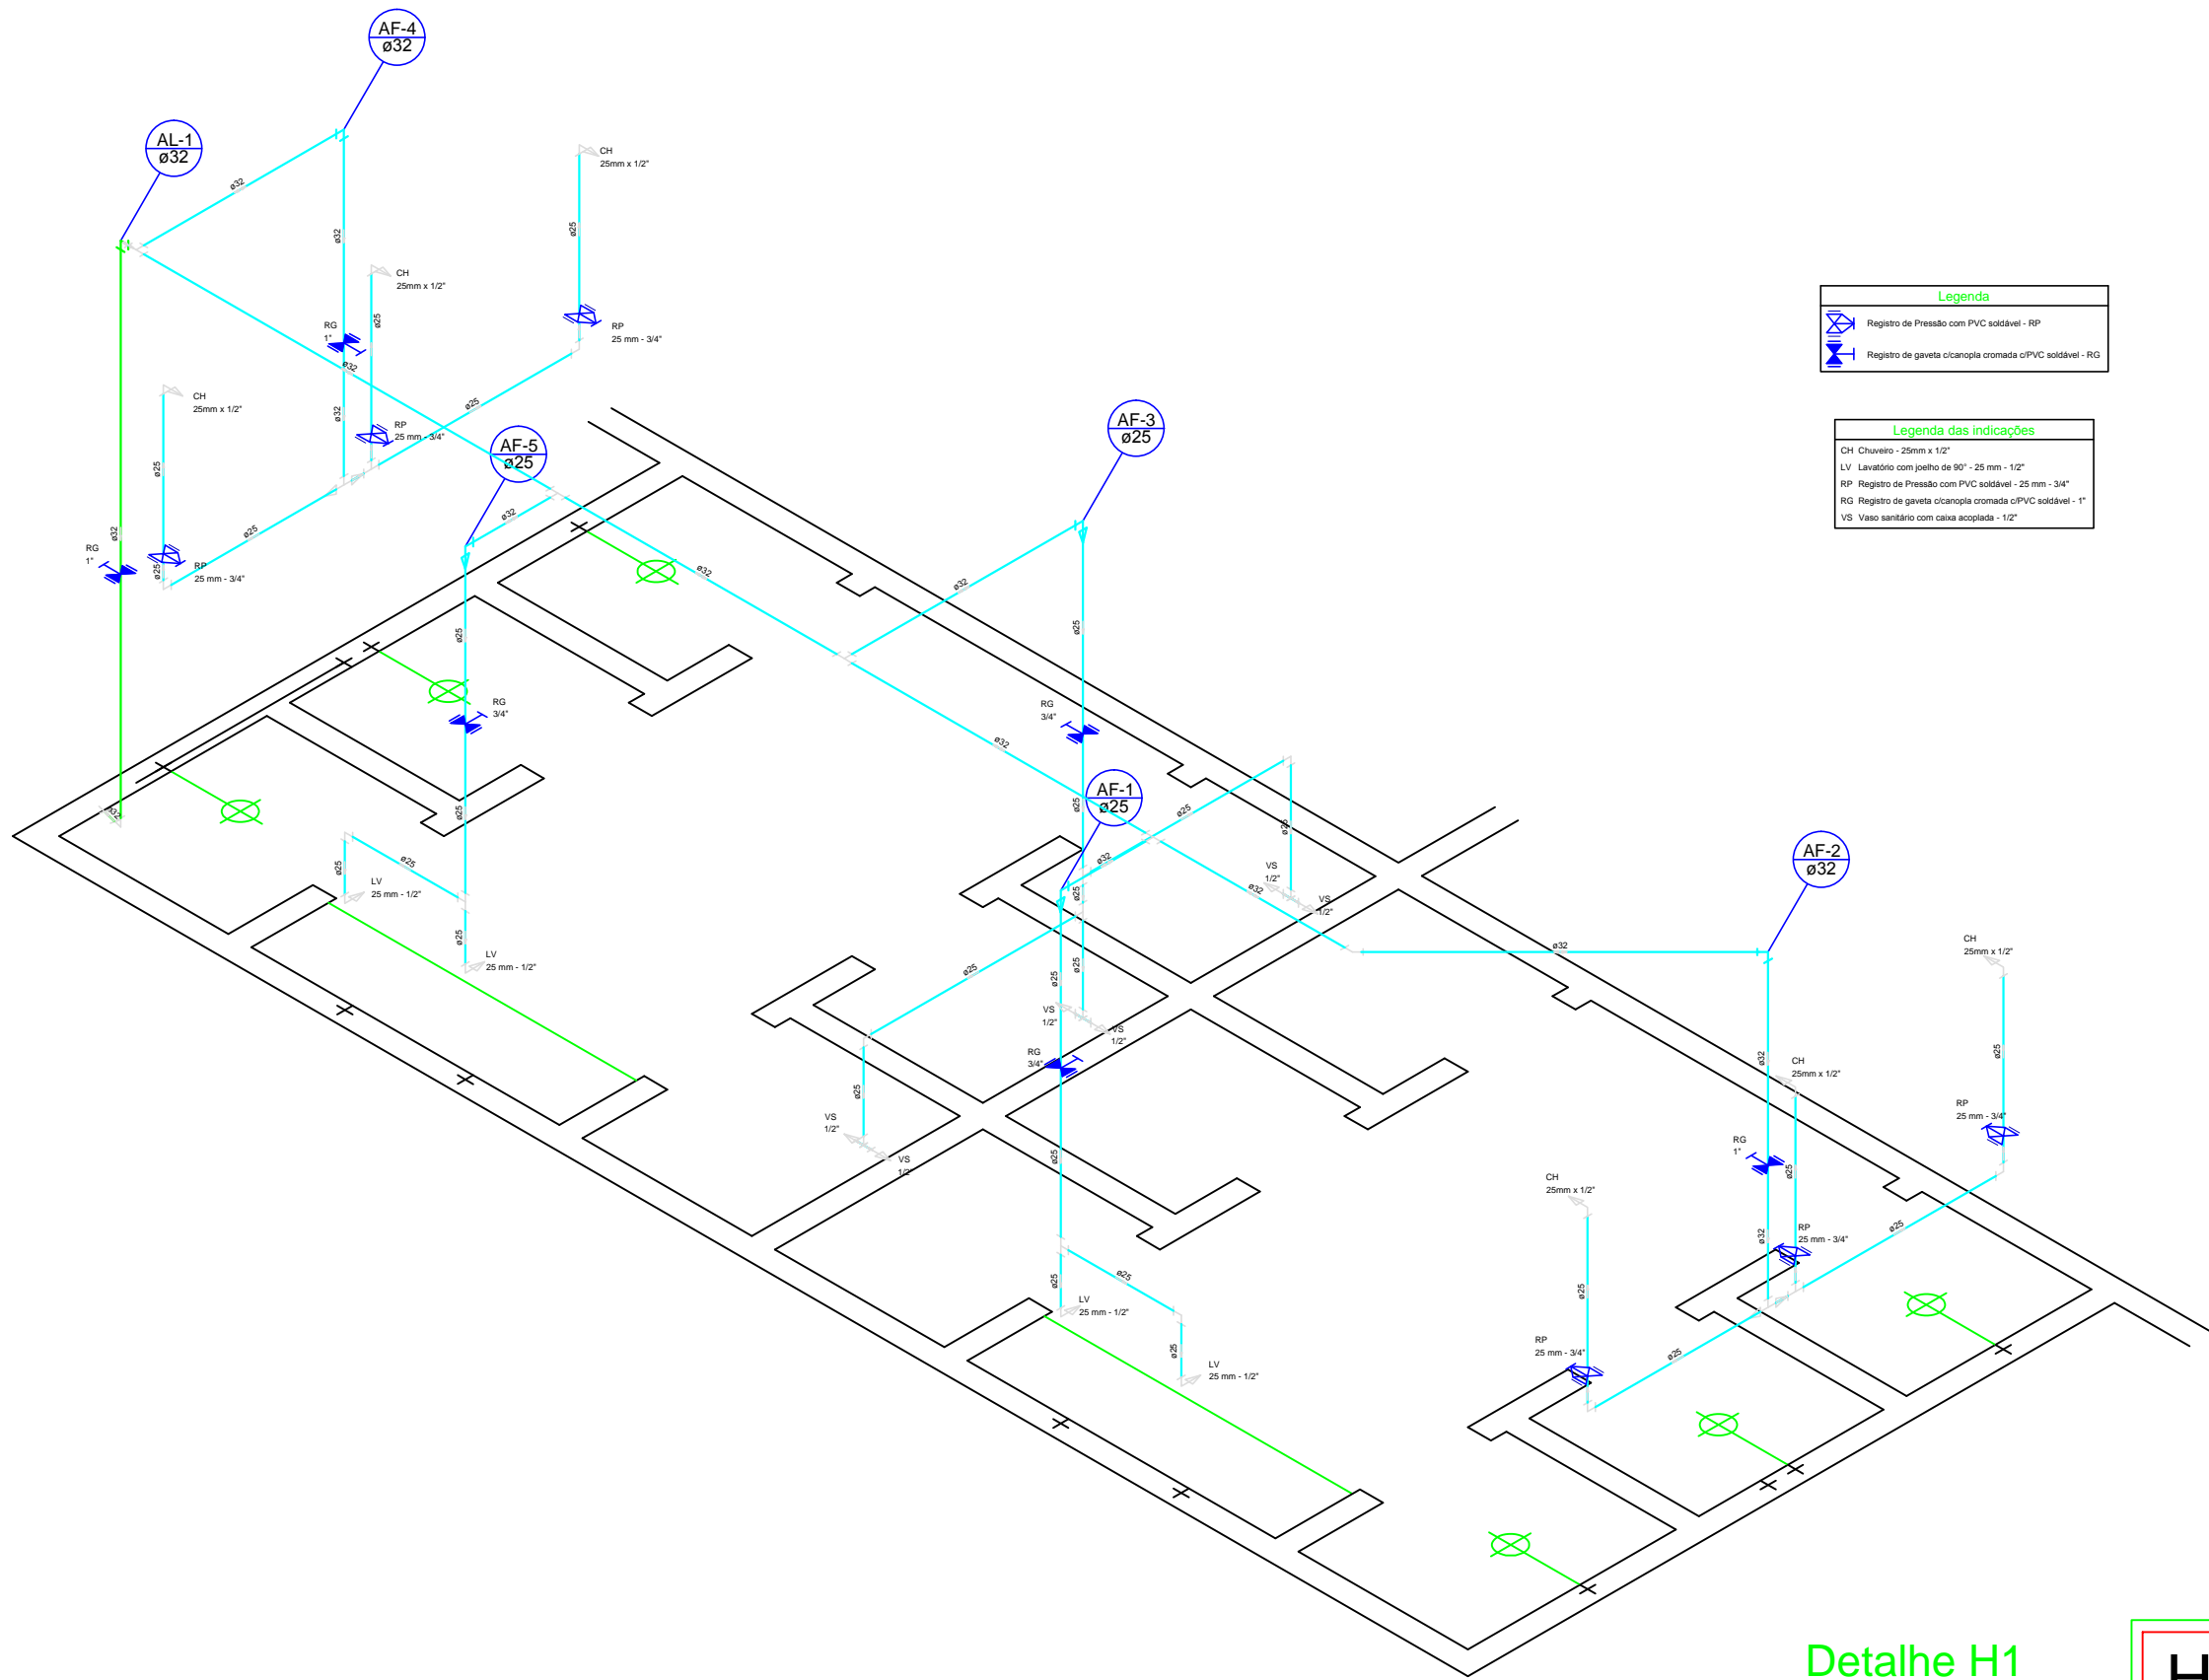 AF-4
ø32
AL-1
ø32
CH
25mm x 1/2"
ø32
ø25
ø32
CH
25mm x 1/2"
Legenda
Registro de Pressão com PVC soldável - RP
Registro de gaveta c/canopla cromada c/PVC soldável - RG
RG
1"
ø25
RP
25 mm - 3/4"
ø32
CH
25mm x 1/2"
ø32
ø25
RP
25 mm - 3/4"
AF-5
ø25
AF-3
ø25
Legenda das indicações
CH Chuveiro - 25mm x 1/2"
LV Lavatório com joelho de 90° - 25 mm - 1/2"
RP Registro de Pressão com PVC soldável - 25 mm - 3/4"
RG Registro de gaveta c/canopla cromada c/PVC soldável - 1"
VS Vaso sanitário com caixa acoplada - 1/2"
ø25
ø32
ø32
ø25
RG
1"
ø25
RP
25 mm - 3/4"
ø32
ø32
ø25
ø25
RG
3/4"
RG
3/4"
ø32
AF-1
ø25
ø25
ø25
ø25
ø32
ø25
ø25
ø25
LV
25 mm - 1/2"
ø32
VS
1/2"
VS
1/2"
ø32
AF-2
ø32
ø25
ø25
LV
25 mm - 1/2"
ø25
ø25
ø25
ø32
CH
25mm x 1/2"
VS
1/2"
VS
1/2"
RG
3/4"
ø25
ø32
CH
25mm x 1/2"
ø25
VS
1/2"
VS
1/2"
ø25
RG
1"
ø25
RP
25 mm - 3/4"
CH
25mm x 1/2"
ø25
ø25
LV
25 mm - 1/2"
ø25
ø32
RP
25 mm - 3/4"
ø25
RP
25 mm - 3/4"
ø25
ø25
LV
25 mm - 1/2"
Detalhe H1
H